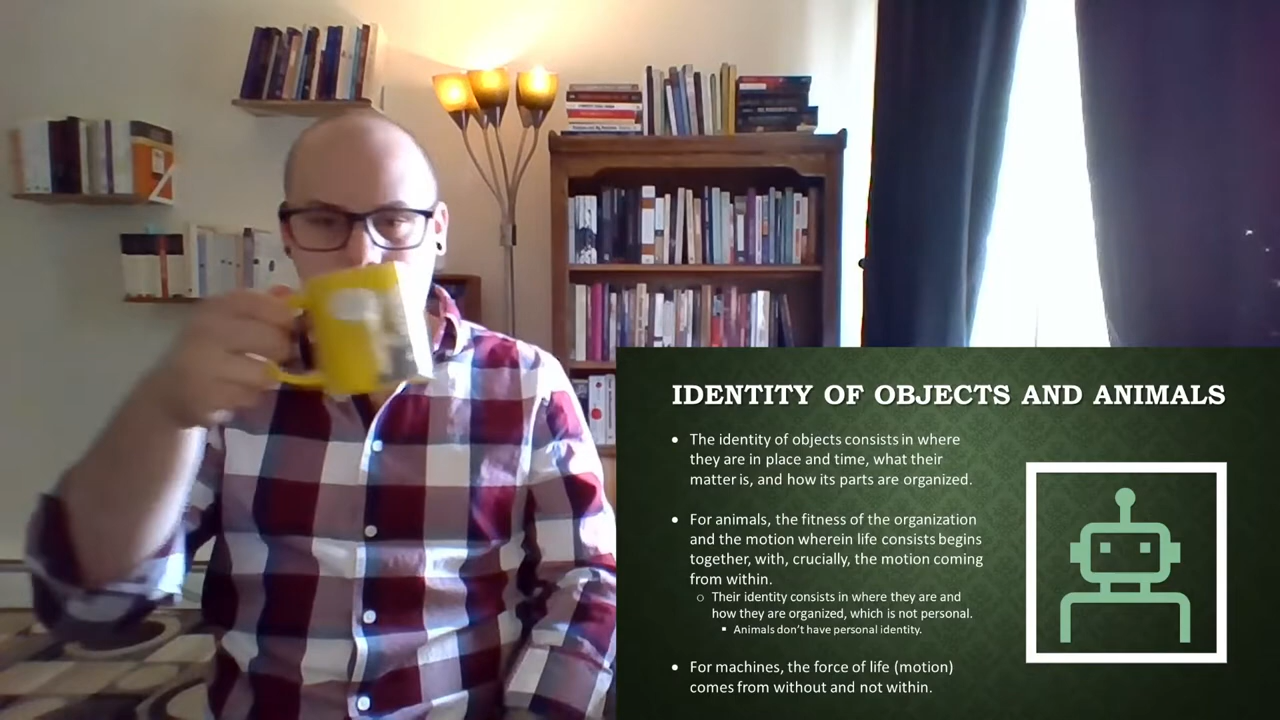 IDENTITY OF OBJECTS AND ANIMALS
• The identity of objects consists in where
they are in place and time, what their
matter is, and how its parts are organized.
• For animals, the fitness of the organization
and the motion wherein life consists begins
together, with, crucially, the motion coming
from within.
○ Their identity consists in where they are and
how they are organized, which is not personal.
▪ Animals don't have personal identity.
• For machines, the force of life (motion)
comes from without and not within.